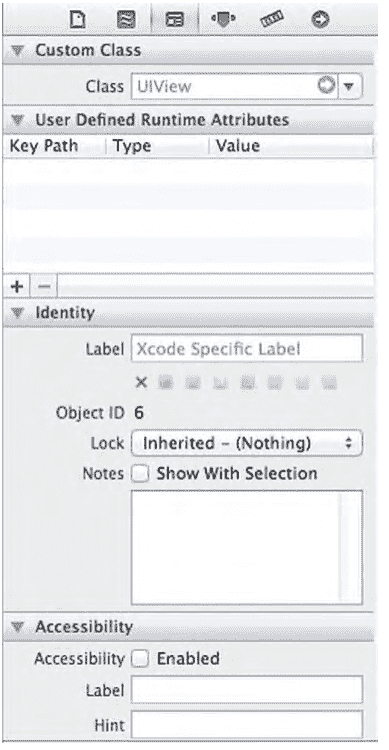 Custom Class
Class UIView
User Defined Runtime Attributes
Key Path Type Value
+ −
Identity
Label Xcode Specific Label
Object ID 6
Lock Inherited – (Nothing)
Notes Show With Selection
Accessibility
Accessibility Enabled
Label
Hint